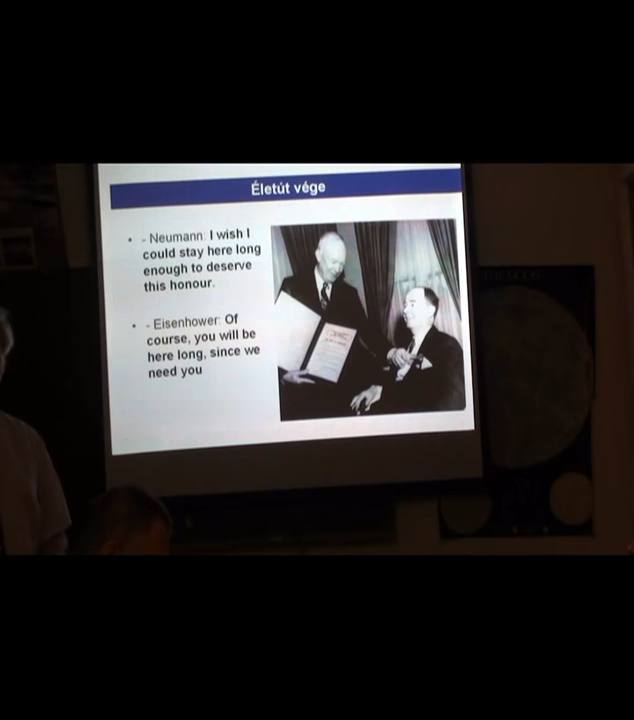 Életút vége
• - Neumann: I wish I
could stay here long
enough to deserve
this honour.
• - Eisenhower: Of
course, you will be
here long, since we
need you